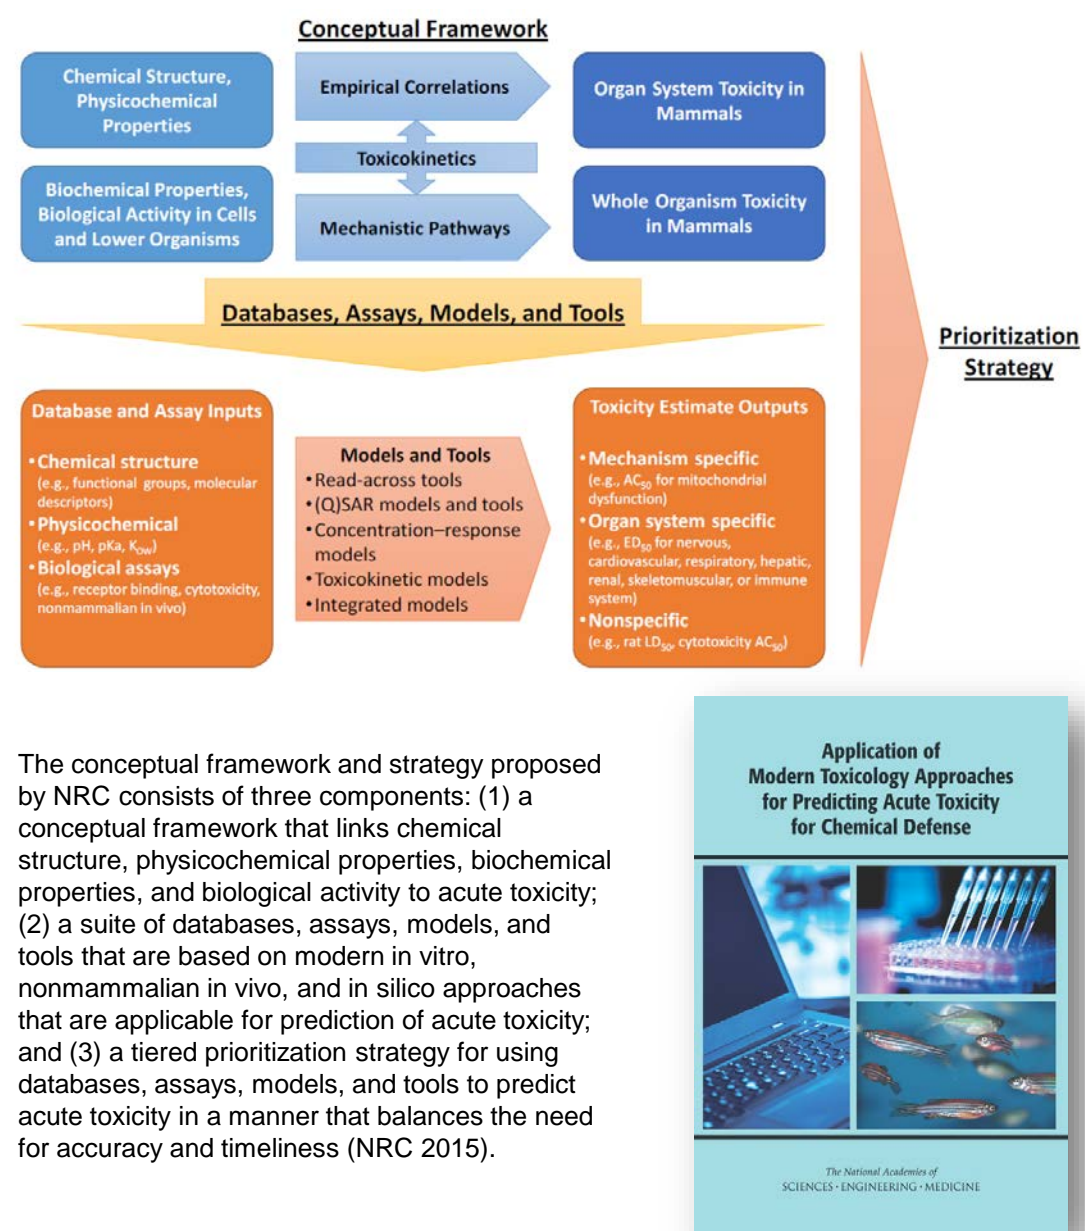 Conceptual Framework
Chemical Structure,
Physicochemical
Properties
Empirical Correlations
Organ System Toxicity in
Mammals
Toxicokinetics
Biochemical Properties,
Biological Activity in Cells
and Lower Organisms
Mechanistic Pathways
Whole Organism Toxicity
in Mammals
Databases, Assays, Models, and Tools
Prioritization
Strategy
Database and Assay Inputs
•Chemical structure
(e.g., functional groups, molecular
descriptors)
•Physicochemical
(e.g., pH, pKa, KOW)
•Biological assays
(e.g., receptor binding, cytotoxicity,
nonmammalian in vivo)
Models and Tools
•Read-across tools
•(Q)SAR models and tools
•Concentration–response
models
•Toxicokinetic models
•Integrated models
Toxicity Estimate Outputs
•Mechanism specific
(e.g., AC50 for mitochondrial
dysfunction)
•Organ system specific
(e.g., ED50 for nervous,
cardiovascular, respiratory, hepatic,
renal, skeletomuscular, or immune
system)
•Nonspecific
(e.g., rat LD50, cytotoxicity AC50)
The conceptual framework and strategy proposed
by NRC consists of three components: (1) a
conceptual framework that links chemical
structure, physicochemical properties, biochemical
properties, and biological activity to acute toxicity;
(2) a suite of databases, assays, models, and
tools that are based on modern in vitro,
nonmammalian in vivo, and in silico approaches
that are applicable for prediction of acute toxicity;
and (3) a tiered prioritization strategy for using
databases, assays, models, and tools to predict
acute toxicity in a manner that balances the need
for accuracy and timeliness (NRC 2015).
Application of
Modern Toxicology Approaches
for Predicting Acute Toxicity
for Chemical Defense
The National Academies of
SCIENCES • ENGINEERING • MEDICINE